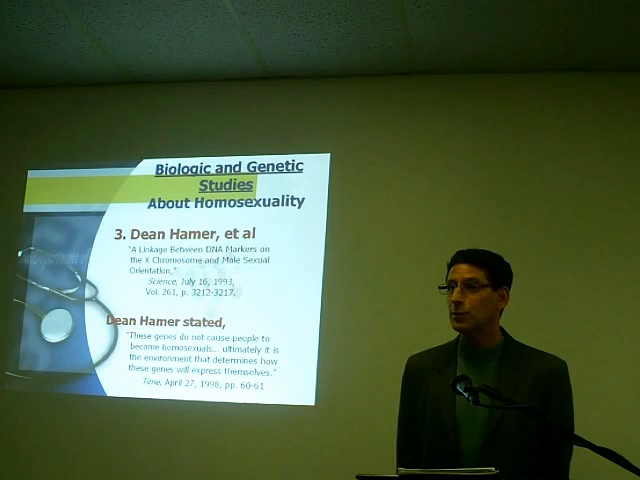 Biologic and Genetic
Studies
About Homosexuality
3. Dean Hamer, et al
"A Linkage Between DNA Markers on
the X Chromosome and Male Sexual
Orientation,"
Science, July 16, 1993,
Vol. 261, p. 3212-3217.
Dean Hamer stated,
"These genes do not cause people to
become homosexuals... ultimately it is
the environment that determines how
these genes will express themselves."
Time, April 27, 1998, pp. 60-61